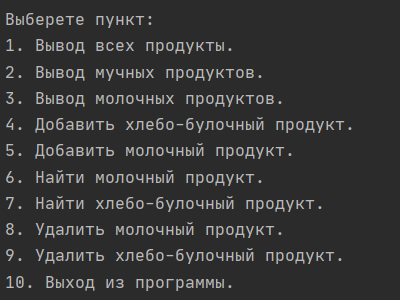 Выберете пункт:
1. Вывод всех продукты.
2. Вывод мучных продуктов.
3. Вывод молочных продуктов.
4. Добавить хлебо-булочный продукт.
5. Добавить молочный продукт.
6. Найти молочный продукт.
7. Найти хлебо-булочный продукт.
8. Удалить молочный продукт.
9. Удалить хлебо-булочный продукт.
10. Выход из программы.